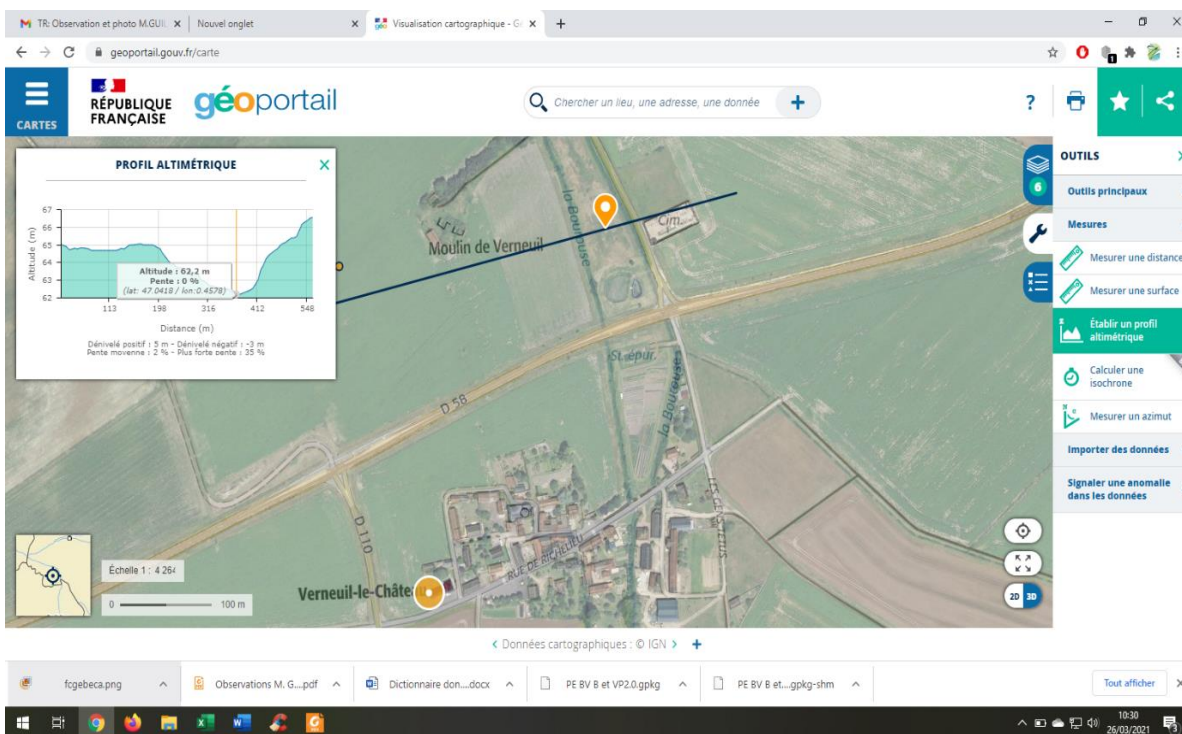 TR: Observation et photo M.GUIL
Nouvel onglet
Visualisation cartographique - Gé
geoportail.gouv.fr/carte
1
CARTES
RÉPUBLIQUE
FRANÇAISE
géoportail
Chercher un lieu, une adresse, une donnée
+
?
PROFIL ALTIMÉTRIQUE
Altitude (m)
67
66
65
64
63
62
Altitude : 62,2 m
Pente : 0 %
(lat: 47.0418 / lon:0.4578)
113 198 316 412 548
Distance (m)
Dénivelé positif : 5 m - Dénivelé négatif : -3 m
Pente moyenne : 2 % - Plus forte pente : 35 %
Moulin de Verneuil
la Bourouse
Cim.
St. épur.
la Bourouse
D 58
D 110
RUE DE RICHELIEU
Verneuil-le-Châte
6
OUTILS
Outils principaux
Mesures
Mesurer une distance
Mesurer une surface
Établir un profil
altimétrique
Calculer une
isochrone
Mesurer un azimut
Importer des données
Signaler une anomalie
dans les données
Échelle 1 : 4 264
0
100 m
2D 3D
Données cartographiques : © IGN
fcgebeca.png
Observations M. G....pdf
Dictionnaire don....docx
PE BV B et VP2.0.gpkg
PE BV B et....gpkg-shm
Tout afficher
10:30
26/03/2021
3